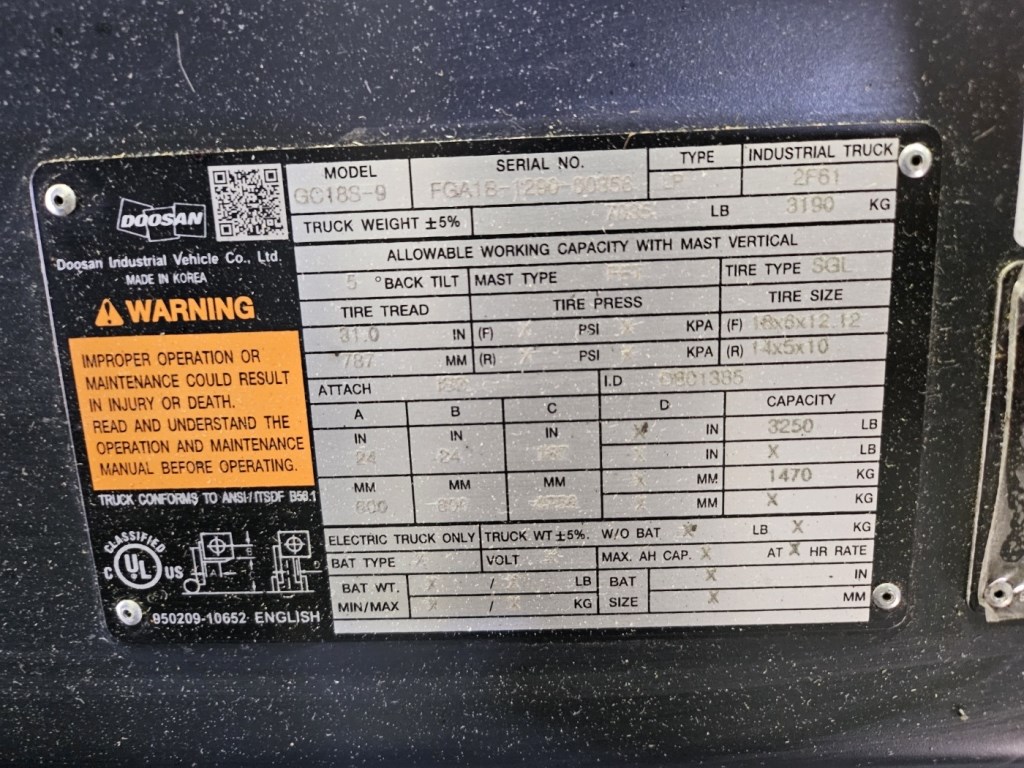 DOOSAN
Doosan Industrial Vehicle Co., Ltd.
MADE IN KOREA
WARNING
IMPROPER OPERATION OR
MAINTENANCE COULD RESULT
IN INJURY OR DEATH.
READ AND UNDERSTAND THE
OPERATION AND MAINTENANCE
MANUAL BEFORE OPERATING.
TRUCK CONFORMS TO ANSI/ITSDF B56.1
CLASSIFIED
C UL US
950209-10652 ENGLISH
MODEL SERIAL NO. TYPE INDUSTRIAL TRUCK
GC18S-9 LP 2F61
TRUCK WEIGHT ±5% LB 3190 KG
ALLOWABLE WORKING CAPACITY WITH MAST VERTICAL
5 °BACK TILT MAST TYPE TIRE TYPE SGL
TIRE TREAD TIRE PRESS TIRE SIZE
31.0 IN (F) X PSI X KPA (F) 18x6x12.12
787 MM (R) X PSI X KPA (R) 14x5x10
ATTACH I.D
A B C D CAPACITY
IN IN IN X IN 3250 LB
24 24 X IN X LB
MM MM MM X MM 1470 KG
600 X MM X KG
ELECTRIC TRUCK ONLY TRUCK WT ±5%. W/O BAT X LB X KG
BAT TYPE X VOLT MAX. AH CAP. X AT X HR RATE
BAT WT. X / LB BAT X - IN
MIN/MAX X / X KG SIZE X MM